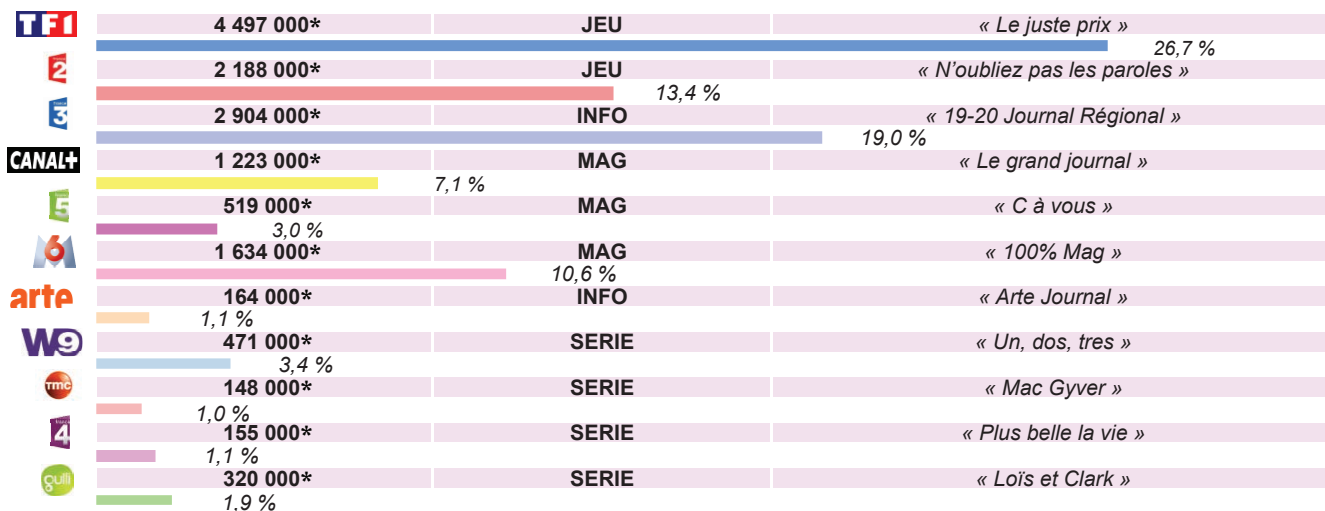 TF1 4 497 000* JEU « Le juste prix »
26,7 %
2 2 188 000* JEU « N'oubliez pas les paroles »
13,4 %
3 2 904 000* INFO « 19-20 Journal Régional »
19,0 %
CANAL+ 1 223 000* MAG « Le grand journal »
7,1 %
5 519 000* MAG « C à vous »
3,0 %
M6 1 634 000* MAG « 100% Mag »
10,6 %
arte 164 000* INFO « Arte Journal »
1,1 %
W9 471 000* SERIE « Un, dos, tres »
3,4 %
TMC 148 000* SERIE « Mac Gyver »
1,0 %
4 155 000* SERIE « Plus belle la vie »
1,1 %
gulli 320 000* SERIE « Loïs et Clark »
1.9 %